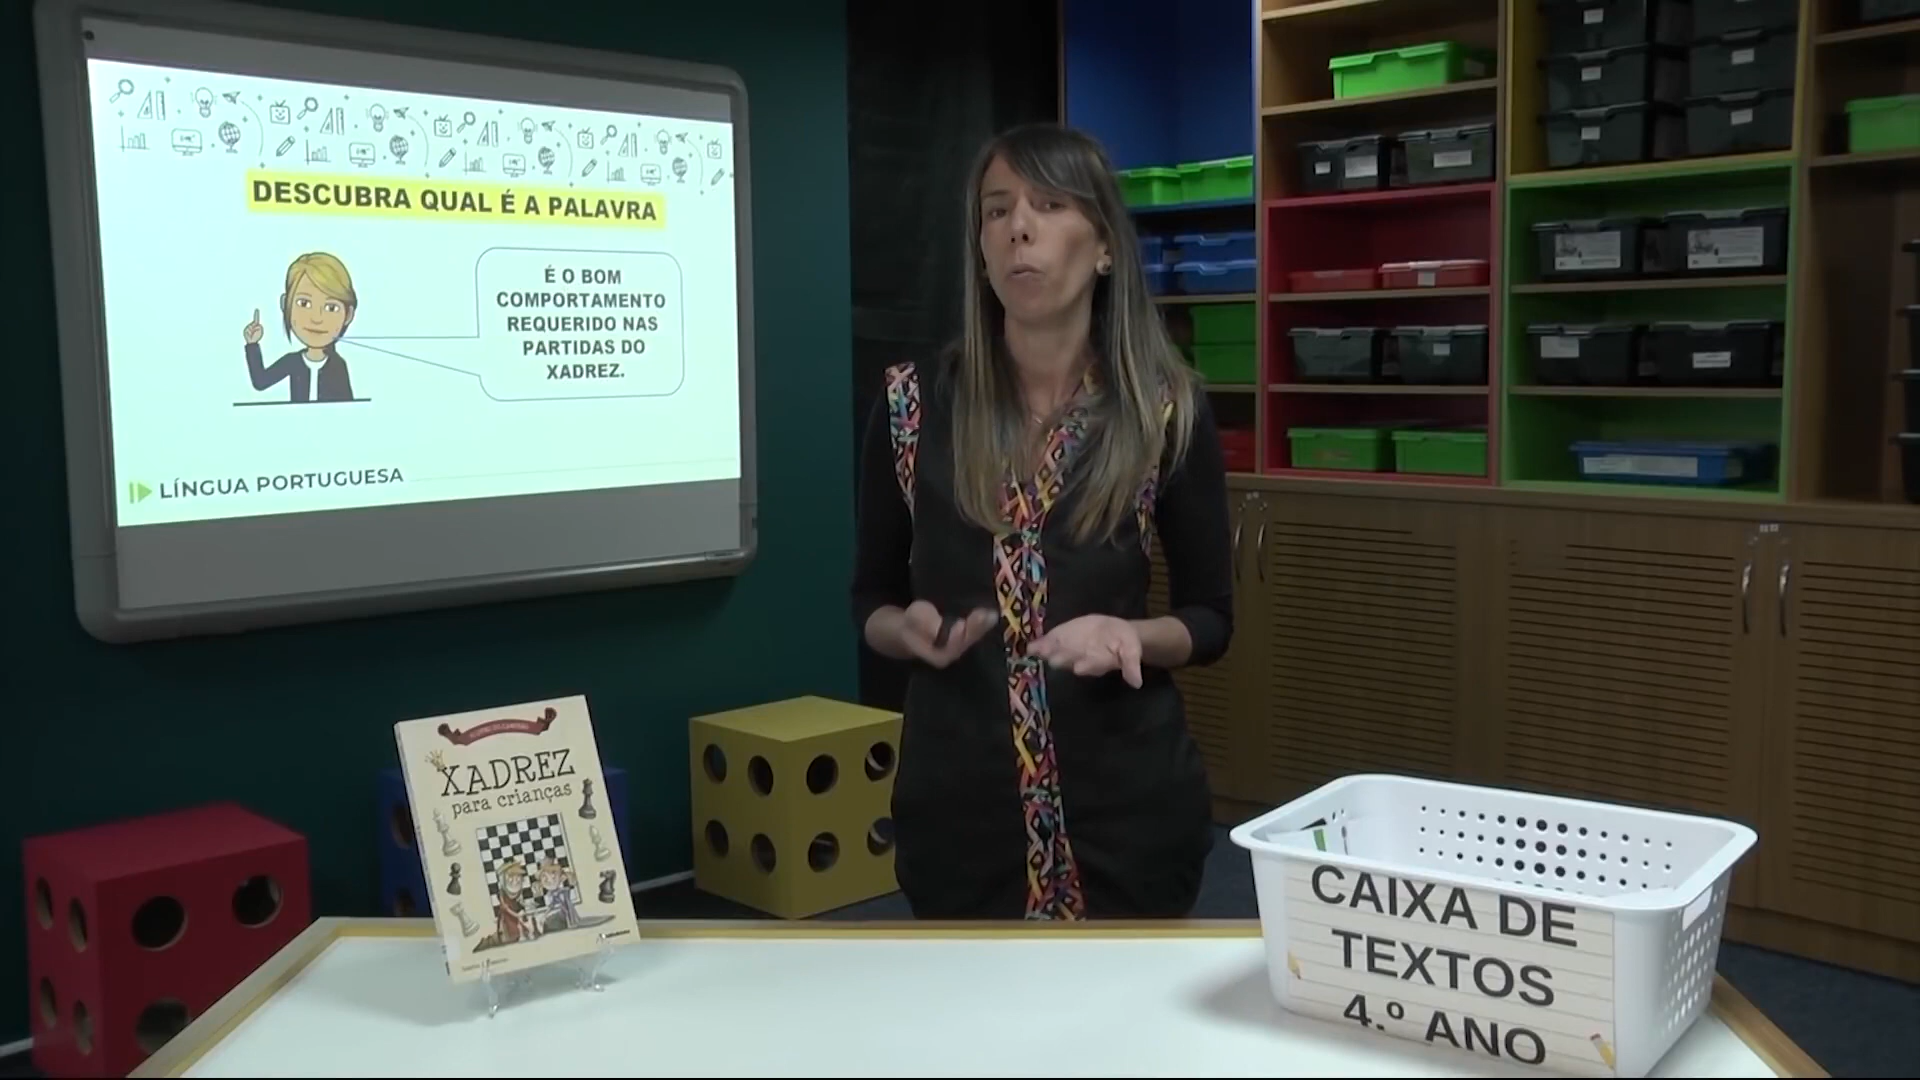 DESCUBRA QUAL É A PALAVRA
É O BOM
COMPORTAMENTO
REQUERIDO NAS
PARTIDAS DO
XADREZ.
LÍNGUA PORTUGUESA
XADREZ
para crianças
CAIXA DE
TEXTOS
4.º ANO